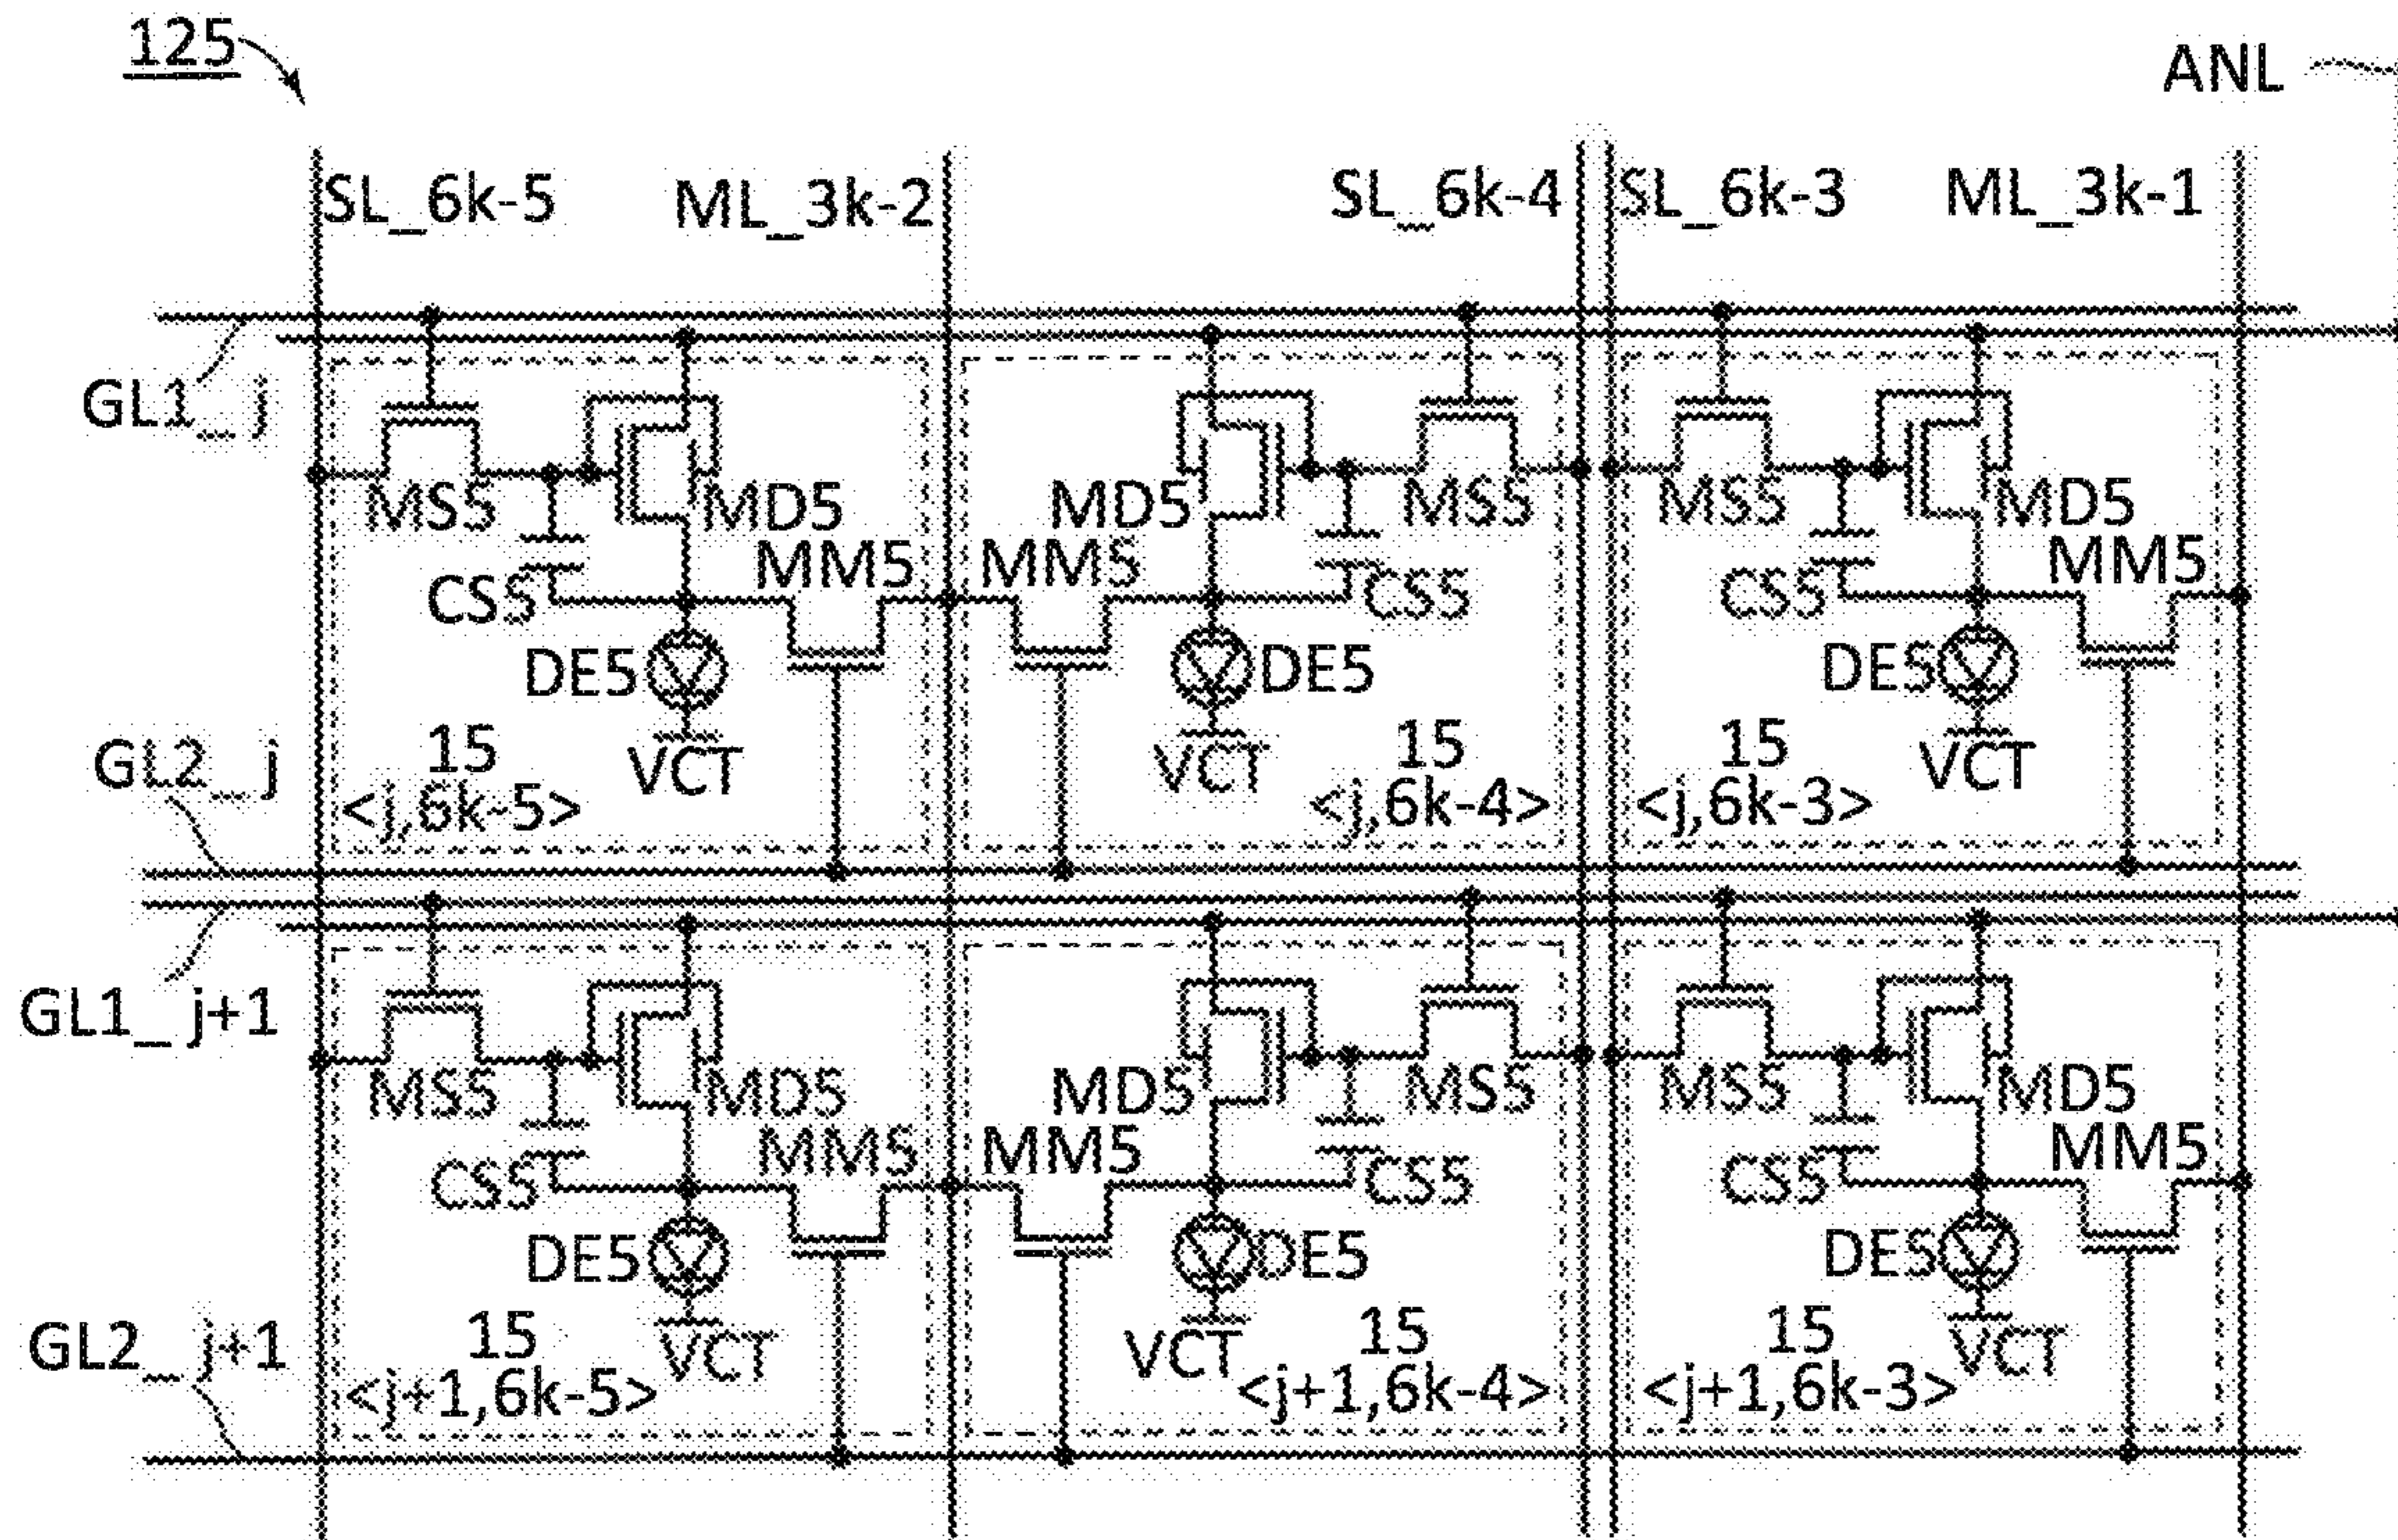 125
ANL
SL_6k-5
ML_3k-2
SL_6k-4
SL_6k-3
ML_3k-1
GL1_j
MS5
MD5
MM5
CS5
DE5
VCT
15
<j,6k-5>
MD5
MS5
MM5
CS5
DE5
VCT
15
<j,6k-4>
MS5
MD5
MM5
CS5
DE5
VCT
15
<j,6k-3>
GL2_j
GL1_j+1
MS5
MD5
MM5
CS5
DE5
VCT
15
<j+1,6k-5>
MD5
MS5
MM5
CS5
DE5
VCT
15
<j+1,6k-4>
MS5
MD5
MM5
CS5
DE5
VCT
15
<j+1,6k-3>
GL2_j+1